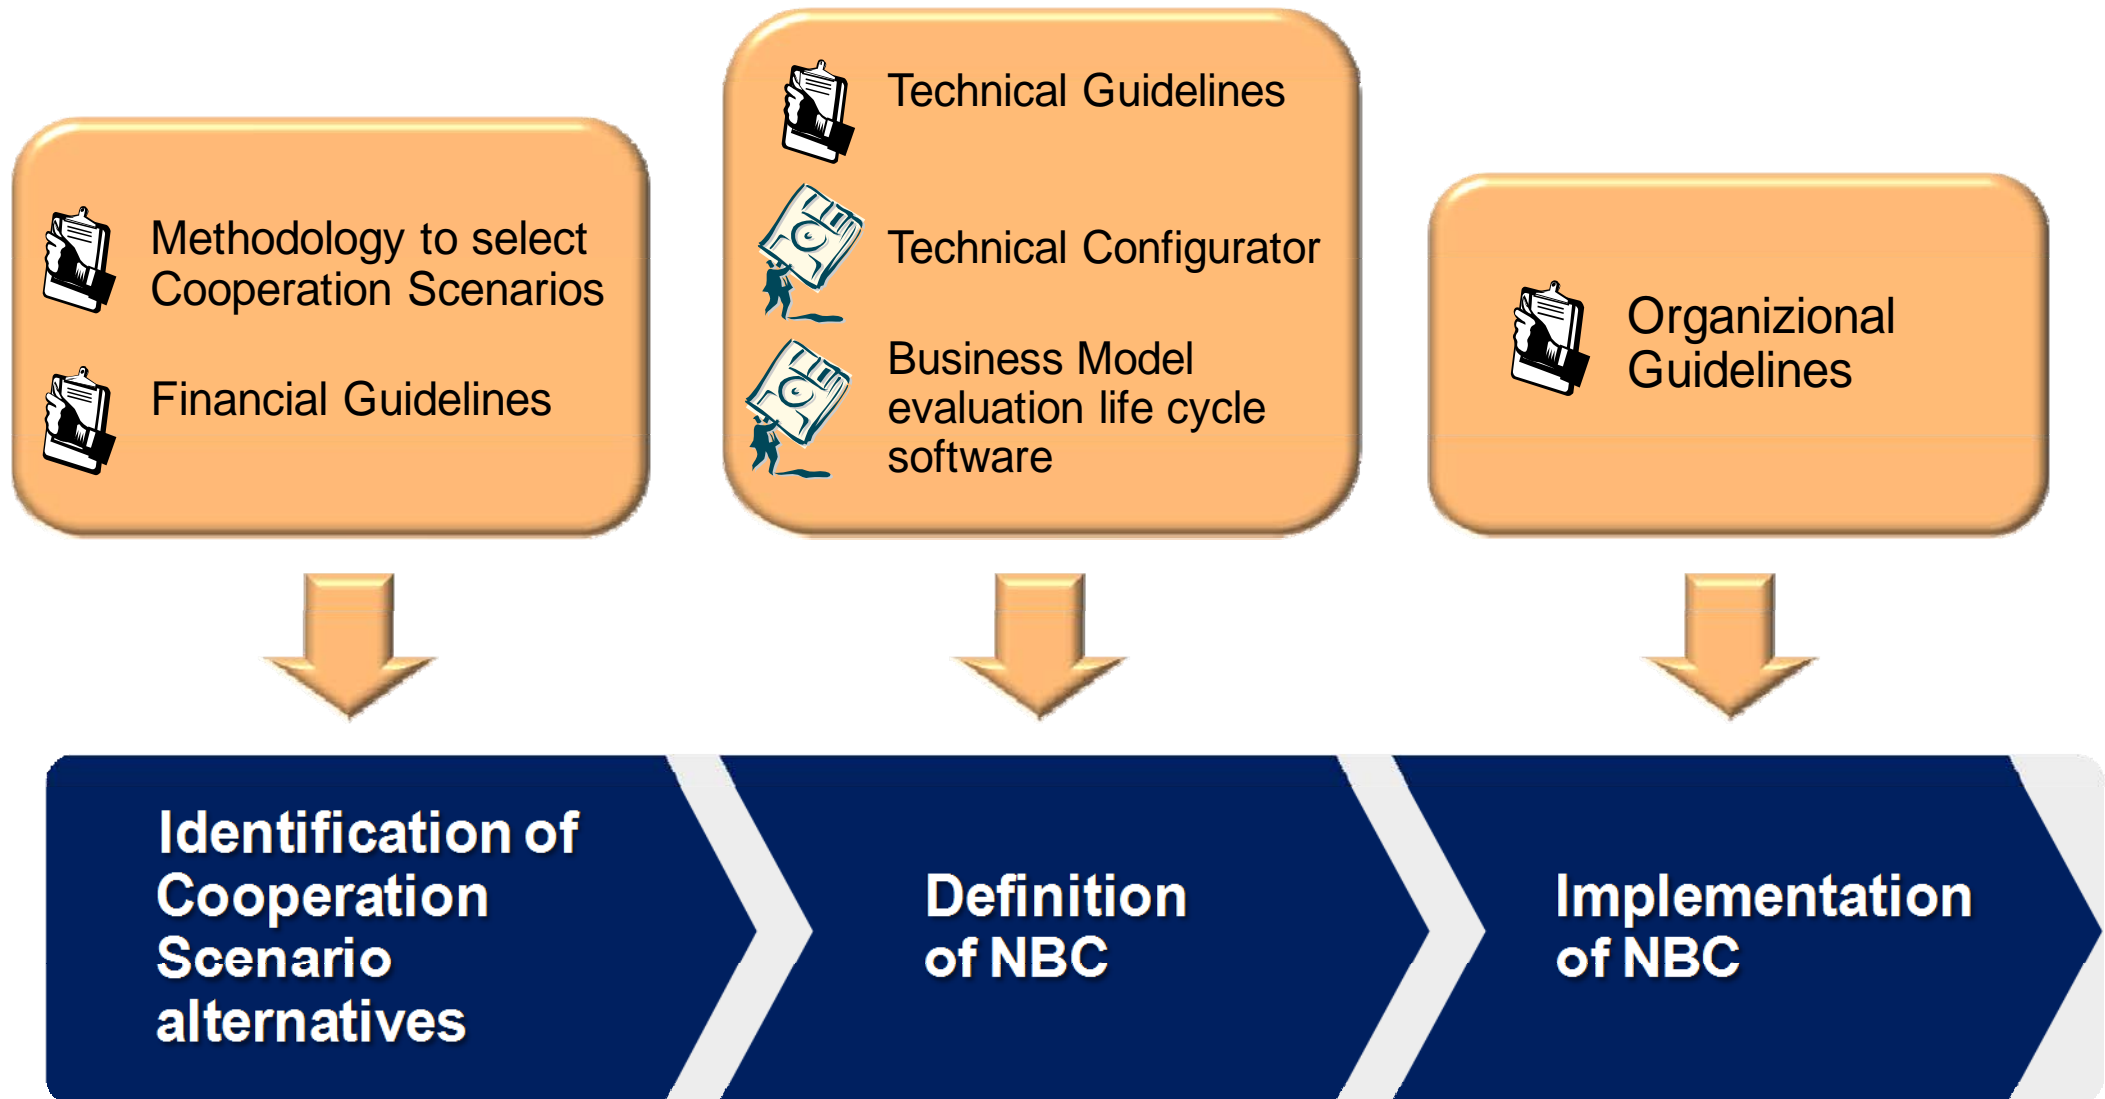 Methodology to select
Cooperation Scenarios
Financial Guidelines
Technical Guidelines
Technical Configurator
Business Model
evaluation life cycle
software
Organizional
Guidelines
Identification of
Cooperation
Scenario
alternatives
Definition
of NBC
Implementation
of NBC